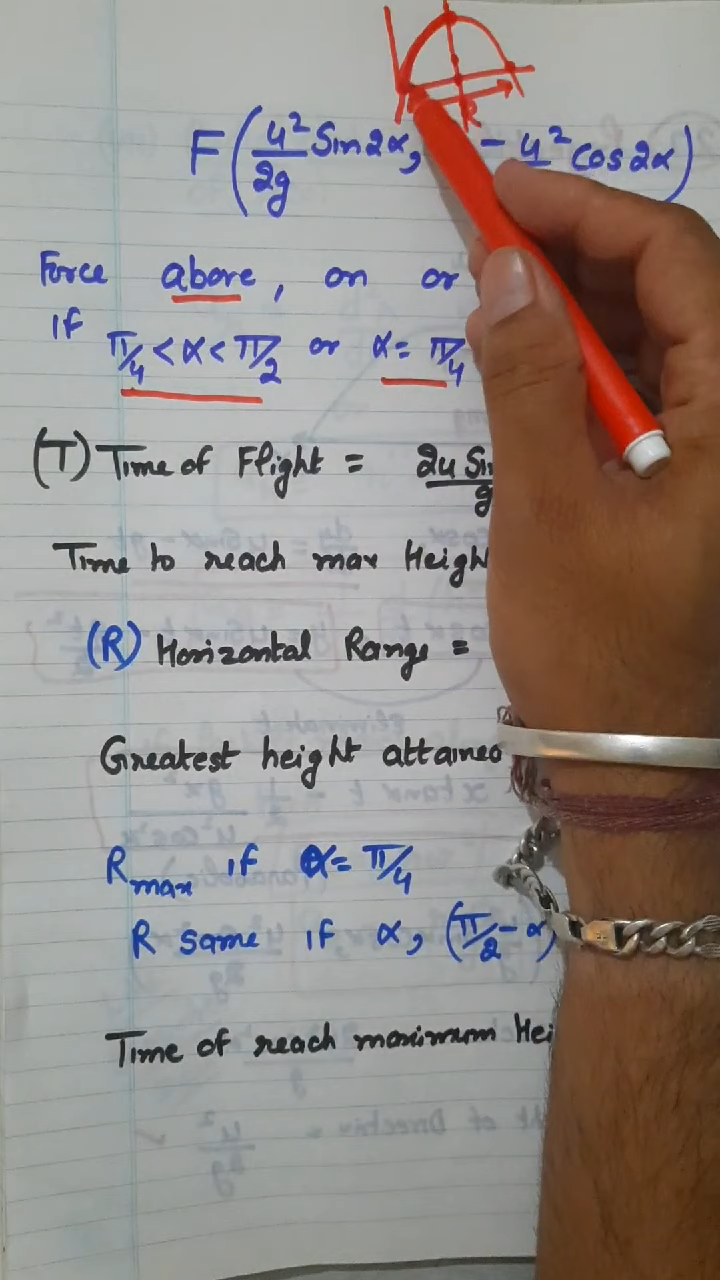 R
F(u²/2g Sin2α, -u² cos2α)
Force above, on or
if π/4 < α < π/2 or α = π/4
(T) Time of Flight = 2u Sin
g
Time to reach max Heigh
(R) Horizontal Range =
Greatest height attained
Rmax if α = π/4
R same if α, (π/2 - α)
Time of reach maximum Hei